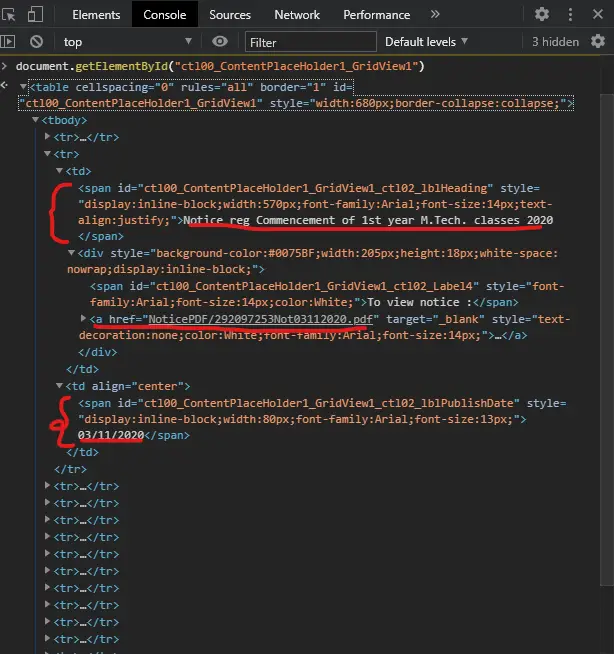 Elements Console Sources Network Performance »
top ▼ Filter Default levels ▼ 3 hidden
> document.getElementById("ctl00_ContentPlaceHolder1_GridView1")
▼<table cellspacing="0" rules="all" border="1" id=
"ctl00_ContentPlaceHolder1_GridView1" style="width:680px;border-collapse:collapse;">
▼<tbody>
▶<tr>…</tr>
▼<tr>
▼<td>
<span id="ctl00_ContentPlaceHolder1_GridView1_ctl02_lblHeading" style=
"display:inline-block;width:570px;font-family:Arial;font-size:14px;text-
align:justify;">Notice reg Commencement of 1st year M.Tech. classes 2020
</span>
▼<div style="background-color:#0075BF;width:205px;height:18px;white-space:
nowrap;display:inline-block;">
<span id="ctl00_ContentPlaceHolder1_GridView1_ctl02_Label4" style="font-
family:Arial;font-size:14px;color:White;">To view notice :</span>
▶<a href="NoticePDF/292097253Not03112020.pdf" target="_blank" style="text-
decoration:none;color:White;font-family:Arial;font-size:14px;">…</a>
</div>
</td>
▼<td align="center">
<span id="ctl00_ContentPlaceHolder1_GridView1_ctl02_lblPublishDate" style=
"display:inline-block;width:80px;font-family:Arial;font-size:13px;">
03/11/2020</span>
</td>
</tr>
▶<tr>…</tr>
▶<tr>…</tr>
▶<tr>…</tr>
▶<tr>…</tr>
▶<tr>…</tr>
▶<tr>…</tr>
▶<tr>…</tr>
▶<tr>…</tr>
▶<tr>…</tr>
▶<tr>…</tr>